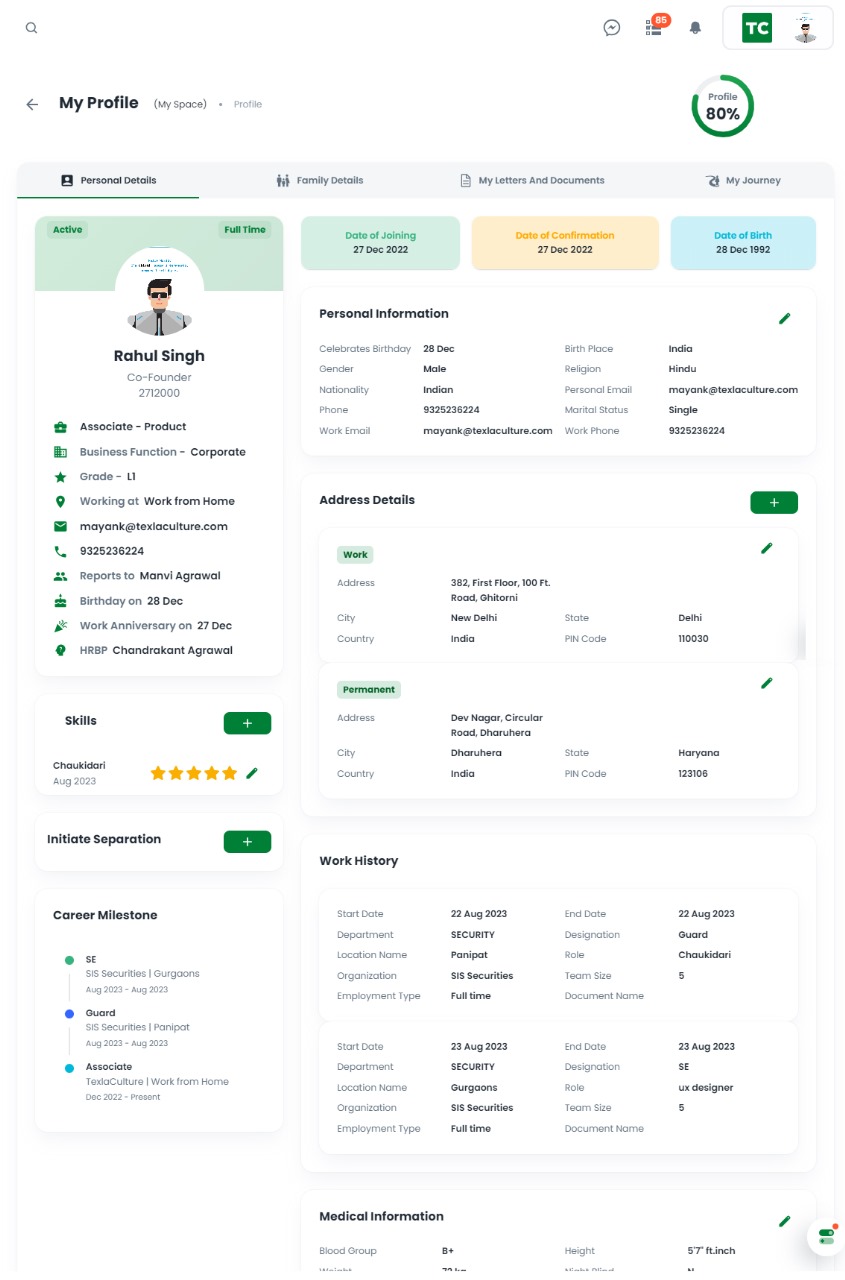 85
TC
My Profile (My Space) • Profile
Profile
80%
Personal Details
Family Details
My Letters And Documents
My Journey
Active
Full Time
Rahul Singh
Co-Founder
2712000
Associate - Product
Business Function - Corporate
Grade - L1
Working at Work from Home
mayank@texlaculture.com
9325236224
Reports to Manvi Agrawal
Birthday on 28 Dec
Work Anniversary on 27 Dec
HRBP Chandrakant Agrawal
Skills
+
Chaukidari
Aug 2023
Initiate Separation
+
Career Milestone
SE
SIS Securities | Gurgaons
Aug 2023 - Aug 2023
Guard
SIS Securities | Panipat
Aug 2023 - Aug 2023
Associate
TexlaCulture | Work from Home
Dec 2022 - Present
Date of Joining
27 Dec 2022
Date of Confirmation
27 Dec 2022
Date of Birth
28 Dec 1992
Personal Information
Celebrates Birthday 28 Dec Birth Place India
Gender Male Religion Hindu
Nationality Indian Personal Email mayank@texlaculture.com
Phone 9325236224 Marital Status Single
Work Email mayank@texlaculture.com Work Phone 9325236224
Address Details
+
Work
Address 382, First Floor, 100 Ft.
Road, Ghitorni
City New Delhi State Delhi
Country India PIN Code 110030
Permanent
Address Dev Nagar, Circular
Road, Dharuhera
City Dharuhera State Haryana
Country India PIN Code 123106
Work History
Start Date 22 Aug 2023 End Date 22 Aug 2023
Department SECURITY Designation Guard
Location Name Panipat Role Chaukidari
Organization SIS Securities Team Size 5
Employment Type Full time Document Name
Start Date 23 Aug 2023 End Date 23 Aug 2023
Department SECURITY Designation SE
Location Name Gurgaons Role ux designer
Organization SIS Securities Team Size 5
Employment Type Full time Document Name
Medical Information
Blood Group B+ Height 5'7" ft.inch